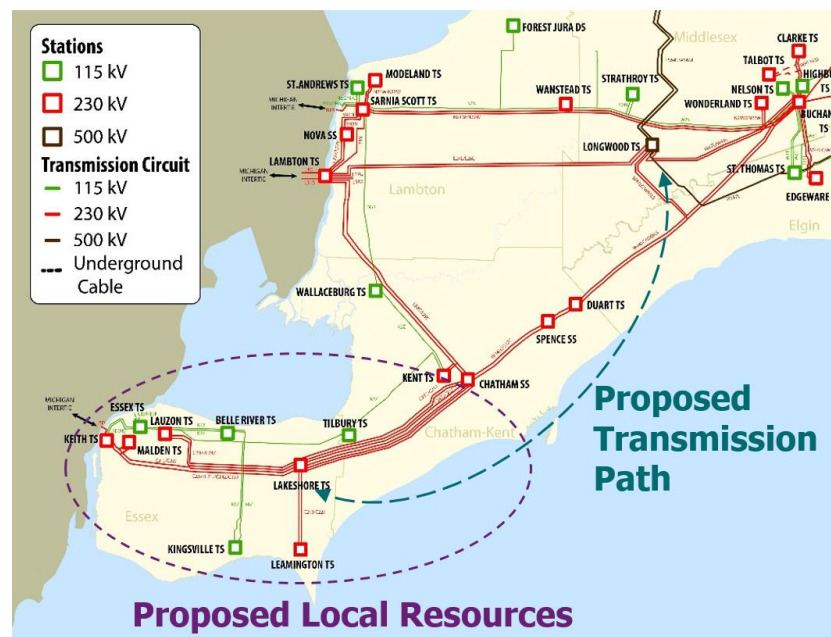 Stations
115 kV
230 kV
500 kV
Transmission Circuit
115 kV
230 kV
500 kV
Underground
Cable
FOREST JURA DS
Middlesex
CLARKE TS
TALBOT TS
MODELAND TS
ST.ANDREWS TS
STRATHROY TS
NELSON TS
HIGHB
TS
MICHIGAN
INTERTIE
SARNIA SCOTT TS
WANSTEAD TS
WONDERLAND TS
BUCHAN
TS
NOVA SS
LONGWOOD TS
LAMBTON TS
MICHIGAN
INTERTIE
Lambton
ST.THOMAS TS
EDGEWARE
Elgin
WALLACEBURG TS
DUART TS
SPENCE SS
KENT TS
CHATHAM SS
MICHIGAN
INTERTIE
ESSEX TS
LAUZON TS
BELLE RIVER TS
TILBURY TS
Chatham-Kent
Proposed
Transmission
Path
KEITH TS
MALDEN TS
LAKESHORE TS
Essex
KINGSVILLE TS
LEAMINGTON TS
Proposed Local Resources